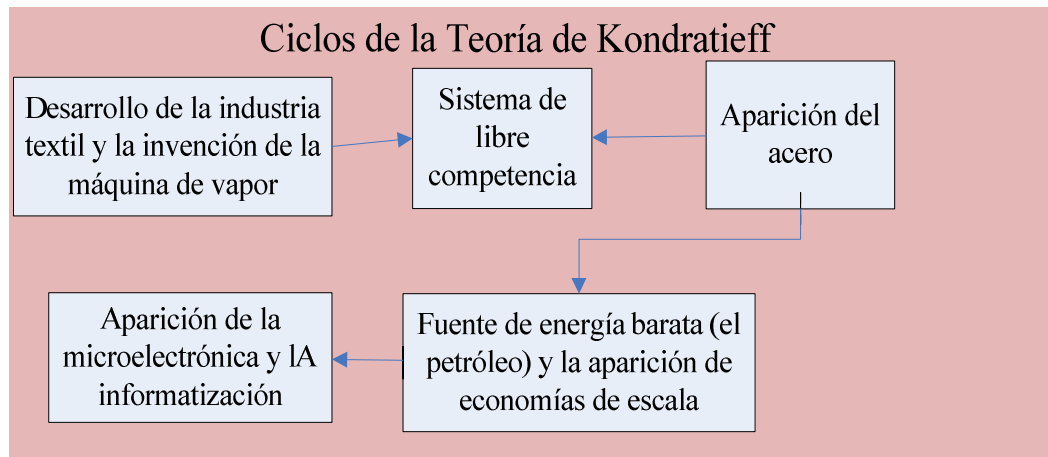 Ciclos de la Teoría de Kondratieff
Desarrollo de la industria
textil y la invención de la
máquina de vapor
Sistema de
libre
competencia
Aparición del
acero
Aparición de la
microelectrónica y lA
informatización
Fuente de energía barata (el
petróleo) y la aparición de
economías de escala